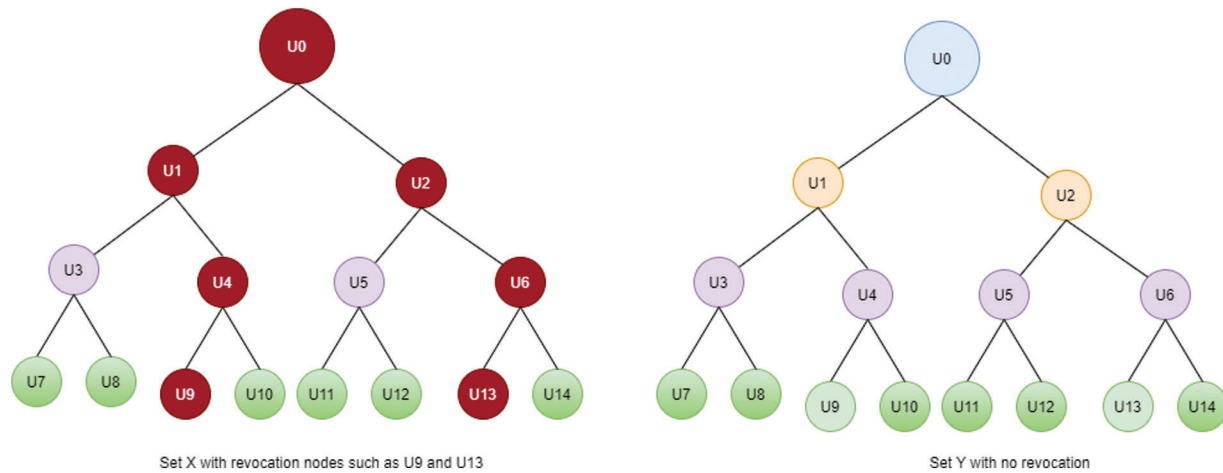 U0
U1
U2
U3
U4
U5
U6
U7
U8
U9
U10
U11
U12
U13
U14
Set X with revocation nodes such as U9 and U13
U0
U1
U2
U3
U4
U5
U6
U7
U8
U9
U10
U11
U12
U13
U14
Set Y with no revocation